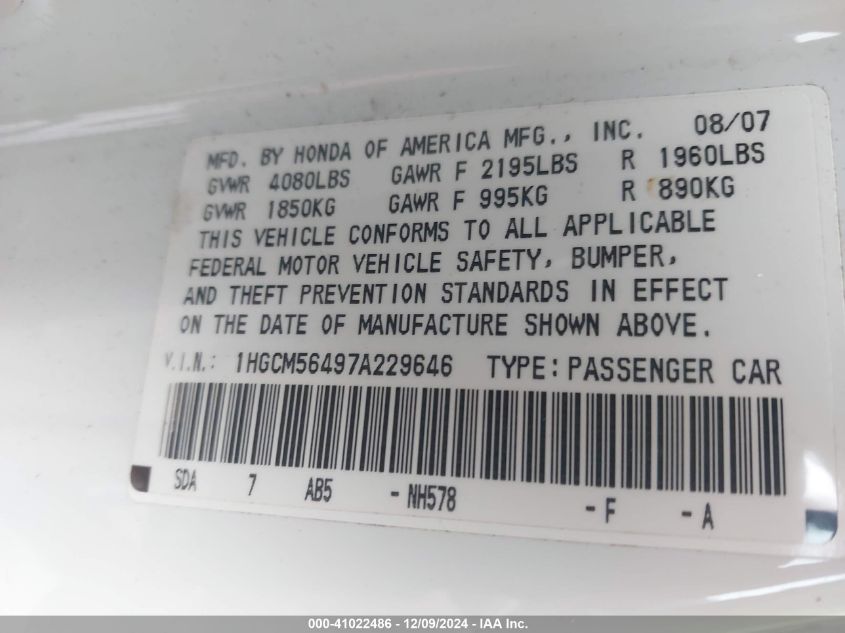 MFD. BY HONDA OF AMERICA MFG., INC. 08/07
GVWR 4080LBS GAWR F 2195LBS R 1960LBS
GVWR 1850KG GAWR F 995KG R 890KG
THIS VEHICLE CONFORMS TO ALL APPLICABLE
FEDERAL MOTOR VEHICLE SAFETY, BUMPER,
AND THEFT PREVENTION STANDARDS IN EFFECT
ON THE DATE OF MANUFACTURE SHOWN ABOVE.
V.I.N.: 1HGCM56497A229646 TYPE: PASSENGER CAR
SDA 7 AB5 - NH578 - F - A
000-41022486 - 12/09/2024 - IAA Inc.